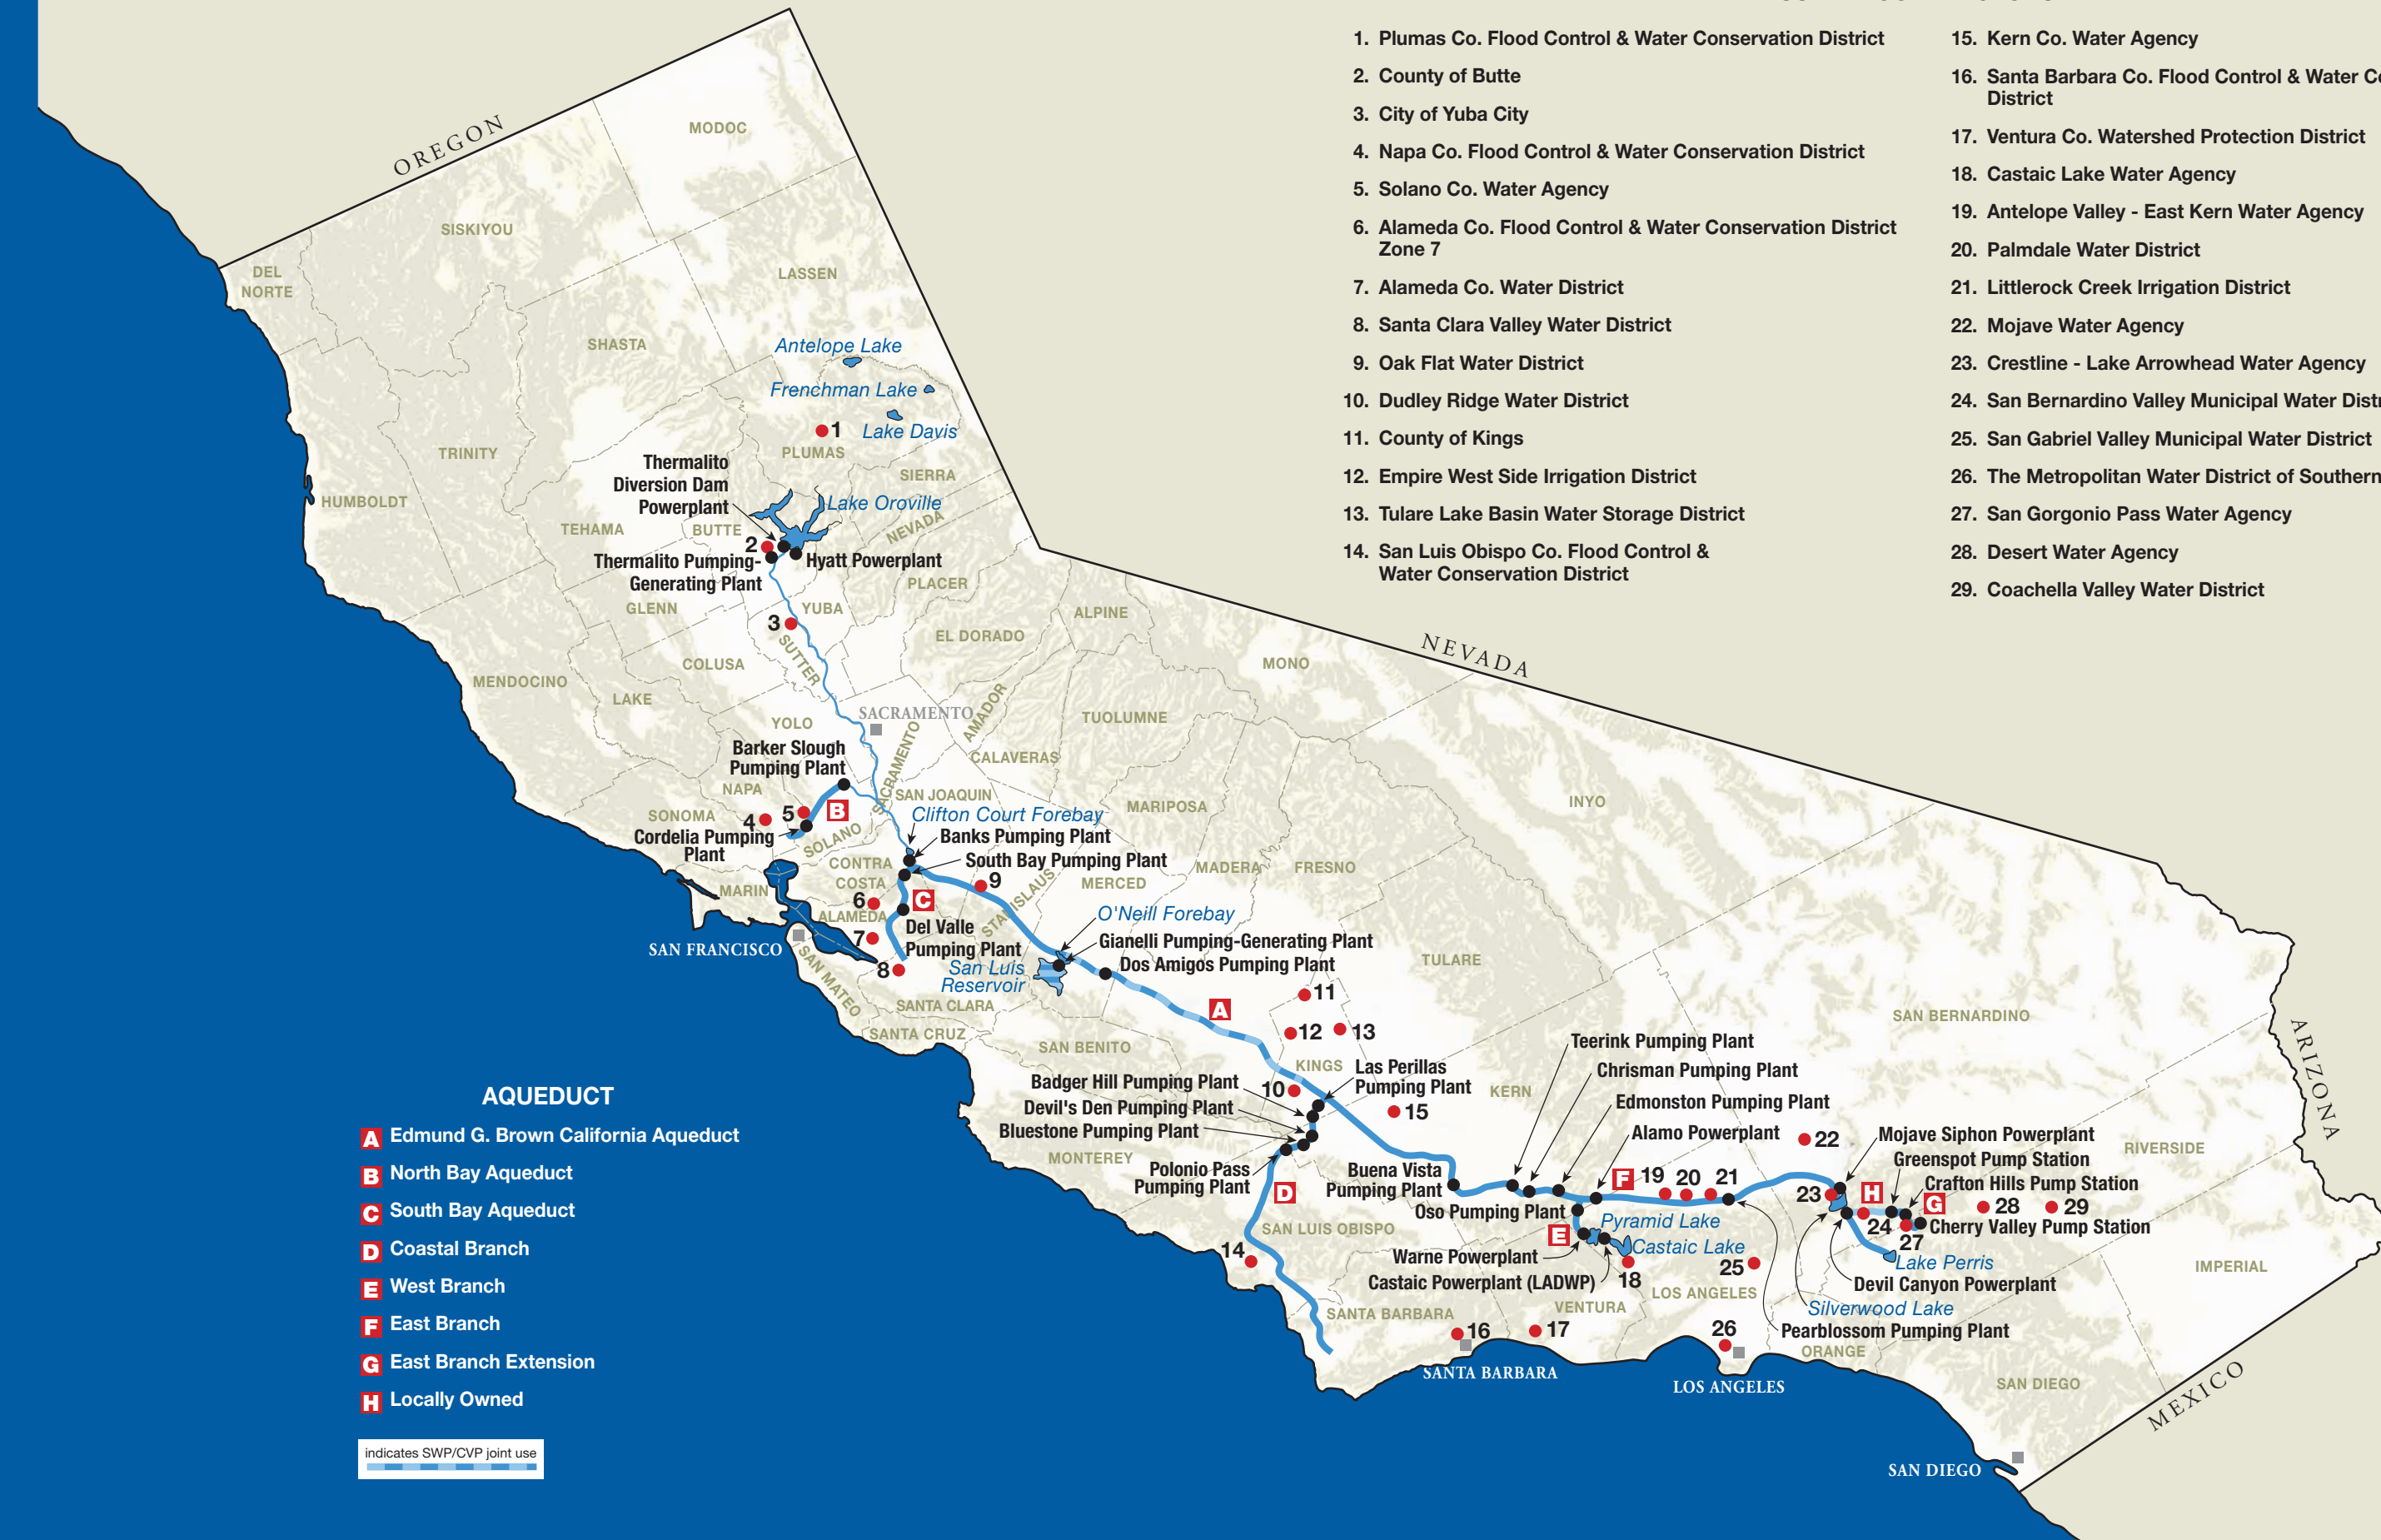 1. Plumas Co. Flood Control & Water Conservation District
2. County of Butte
3. City of Yuba City
4. Napa Co. Flood Control & Water Conservation District
5. Solano Co. Water Agency
6. Alameda Co. Flood Control & Water Conservation District
Zone 7
7. Alameda Co. Water District
8. Santa Clara Valley Water District
9. Oak Flat Water District
10. Dudley Ridge Water District
11. County of Kings
12. Empire West Side Irrigation District
13. Tulare Lake Basin Water Storage District
14. San Luis Obispo Co. Flood Control &
Water Conservation District
15. Kern Co. Water Agency
16. Santa Barbara Co. Flood Control & Water
District
17. Ventura Co. Watershed Protection District
18. Castaic Lake Water Agency
19. Antelope Valley - East Kern Water Agency
20. Palmdale Water District
21. Littlerock Creek Irrigation District
22. Mojave Water Agency
23. Crestline - Lake Arrowhead Water Agency
24. San Bernardino Valley Municipal Water
25. San Gabriel Valley Municipal Water District
26. The Metropolitan Water District of Southern
27. San Gorgonio Pass Water Agency
28. Desert Water Agency
29. Coachella Valley Water District
OREGON
MODOC
SISKIYOU
DEL
NORTE
LASSEN
SHASTA
Antelope Lake
Frenchman Lake
1
Lake Davis
PLUMAS
TRINITY
Thermalito
Diversion Dam
Powerplant
SIERRA
HUMBOLDT
Lake Oroville
TEHAMA
BUTTE
NEVADA
2
Thermalito Pumping-
Generating Plant
Hyatt Powerplant
PLACER
GLENN
YUBA
ALPINE
3
SUTTER
EL DORADO
NEVADA
COLUSA
MONO
MENDOCINO
LAKE
SACRAMENTO
AMADOR
TUOLUMNE
YOLO
Barker Slough
Pumping Plant
SACRAMENTO
CALAVERAS
NAPA
SAN JOAQUIN
INYO
SONOMA
4
5
B
Clifton Court Forebay
MARIPOSA
Cordelia Pumping
Plant
SOLANO
Banks Pumping Plant
CONTRA
COSTA
South Bay Pumping Plant
MADERA
FRESNO
MARIN
9
MERCED
6
C
STANISLAUS
ALAMEDA
O'Neill Forebay
Del Valle
Pumping Plant
7
SAN FRANCISCO
Gianelli Pumping-Generating Plant
8
San Luis
Reservoir
Dos Amigos Pumping Plant
TULARE
SAN MATEO
SANTA CLARA
11
A
SANTA CRUZ
12
13
SAN BERNARDINO
ARIZONA
SAN BENITO
Teerink Pumping Plant
KINGS
Las Perillas
Pumping Plant
Chrisman Pumping Plant
Badger Hill Pumping Plant
10
KERN
Devil's Den Pumping Plant
15
Edmonston Pumping Plant
Bluestone Pumping Plant
Alamo Powerplant
22
Mojave Siphon Powerplant
MONTEREY
RIVERSIDE
Greenspot Pump Station
Polonio Pass
Pumping Plant
Buena Vista
Pumping Plant
F
19
20
21
Crafton Hills Pump Station
D
23
H
G
28
29
Oso Pumping Plant
Pyramid Lake
24
Cherry Valley Pump Station
SAN LUIS OBISPO
E
27
14
Warne Powerplant
Castaic Lake
25
Lake Perris
IMPERIAL
Castaic Powerplant (LADWP)
18
LOS ANGELES
Devil Canyon Powerplant
SANTA BARBARA
VENTURA
Silverwood Lake
16
17
26
Pearblossom Pumping Plant
ORANGE
SANTA BARBARA
LOS ANGELES
SAN DIEGO
MEXICO
SAN DIEGO
AQUEDUCT
A Edmund G. Brown California Aqueduct
B North Bay Aqueduct
C South Bay Aqueduct
D Coastal Branch
E West Branch
F East Branch
G East Branch Extension
H Locally Owned
indicates SWP/CVP joint use